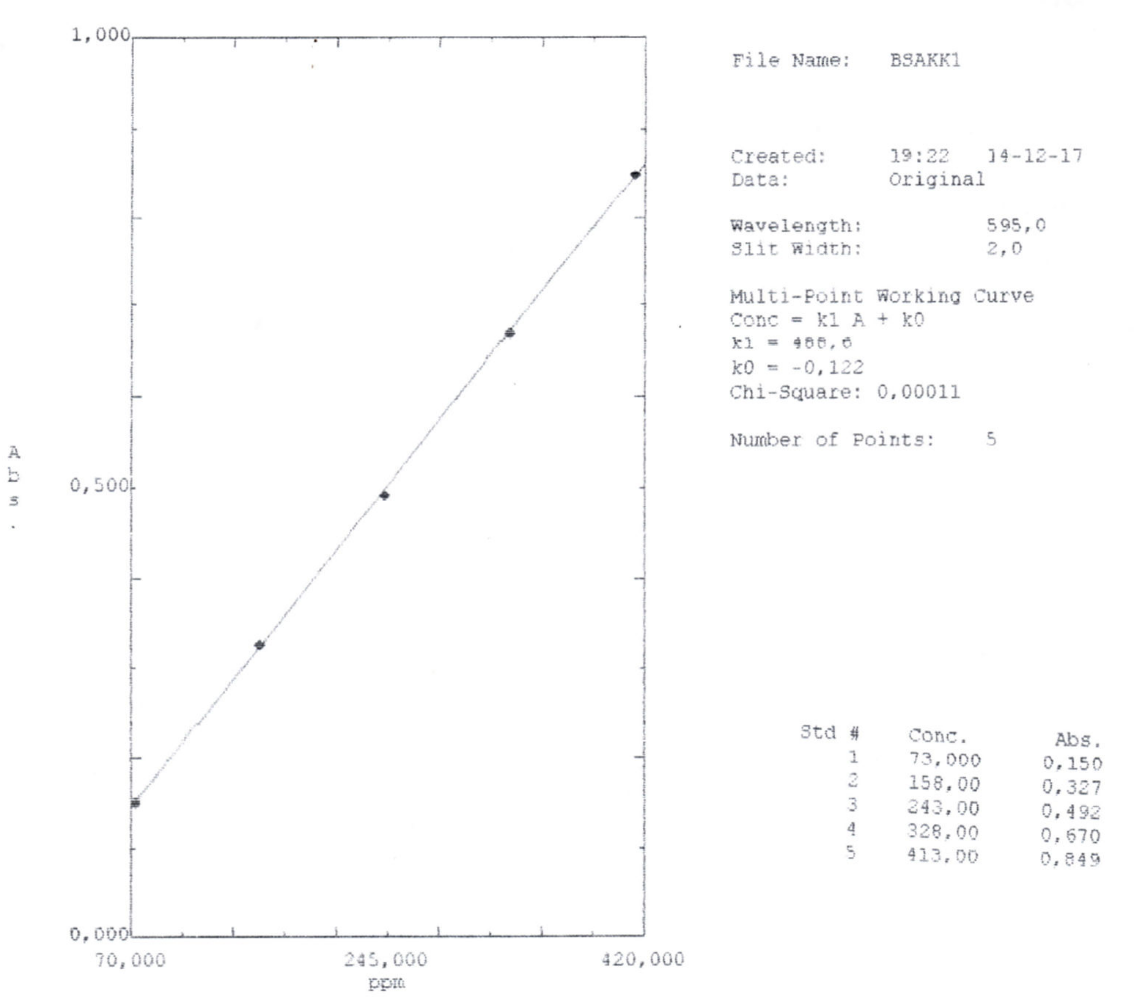 1,000
File Name: BSAKK1
Created: 19:22 14-12-17
Data: Original
Wavelength: 595,0
Slit Width: 2,0
Multi-Point Working Curve
Conc = k1 A + k0
k1 = 488,6
k0 = -0,122
Chi-Square: 0,00011
Number of Points: 5
Abs.
0,500
Std # Conc. Abs.
1 73,000 0,150
2 158,00 0,327
3 243,00 0,492
4 328,00 0,670
5 413,00 0,849
0,000
70,000 245,000 420,000
ppm